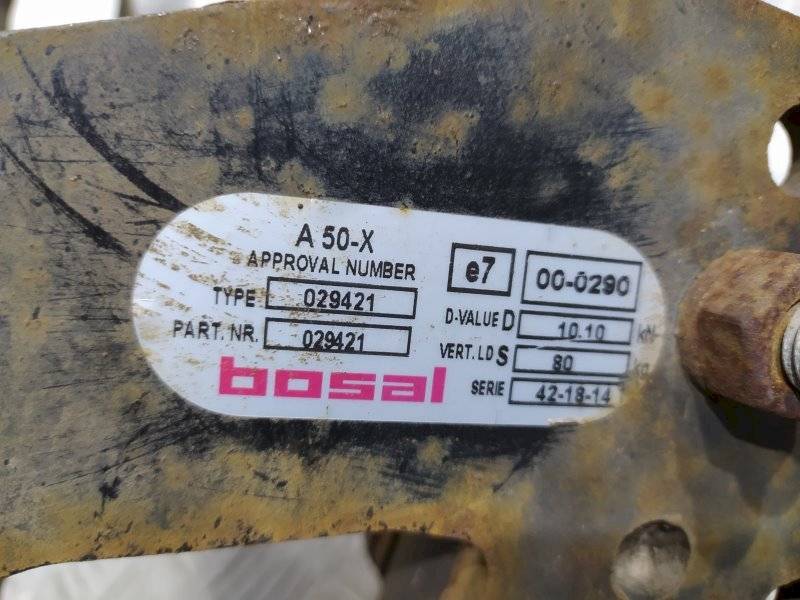 A 50-X
APPROVAL NUMBER e7 00-0290
TYPE 029421
PART. NR. 029421
bosal
D-VALUE D 10.10 kN
VERT. LD S 80 kg
SERIE 42-18-14